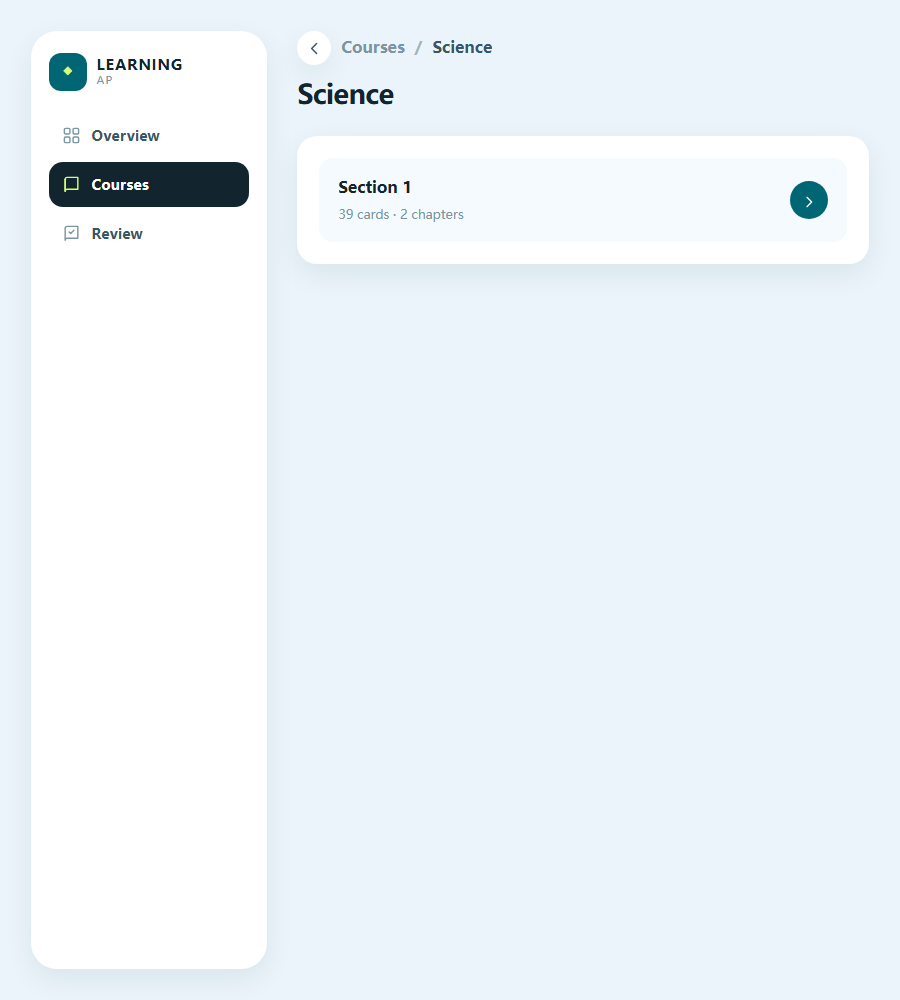 LEARNING
AP
Overview
Courses
Review
Courses / Science
Science
Section 1
39 cards · 2 chapters